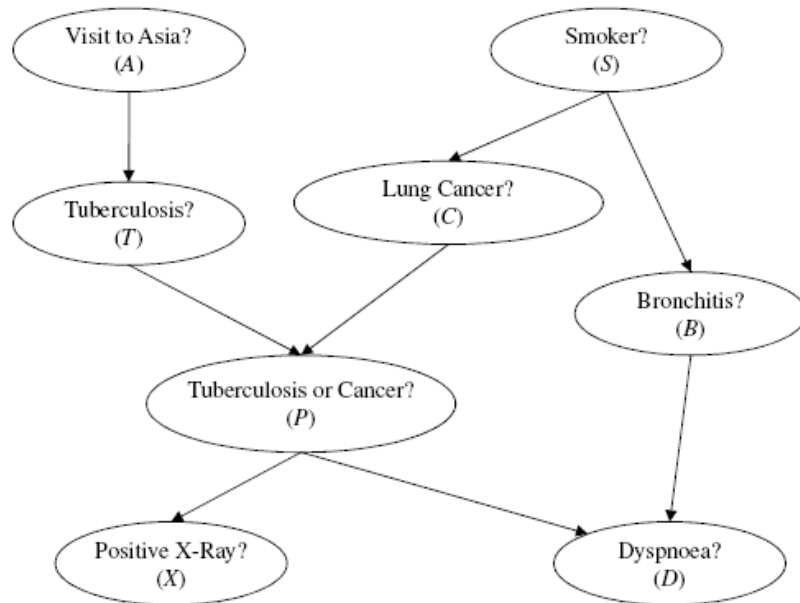 Visit to Asia?
(A)
Smoker?
(S)
Lung Cancer?
(C)
Tuberculosis?
(T)
Bronchitis?
(B)
Tuberculosis or Cancer?
(P)
Positive X-Ray?
(X)
Dyspnoea?
(D)